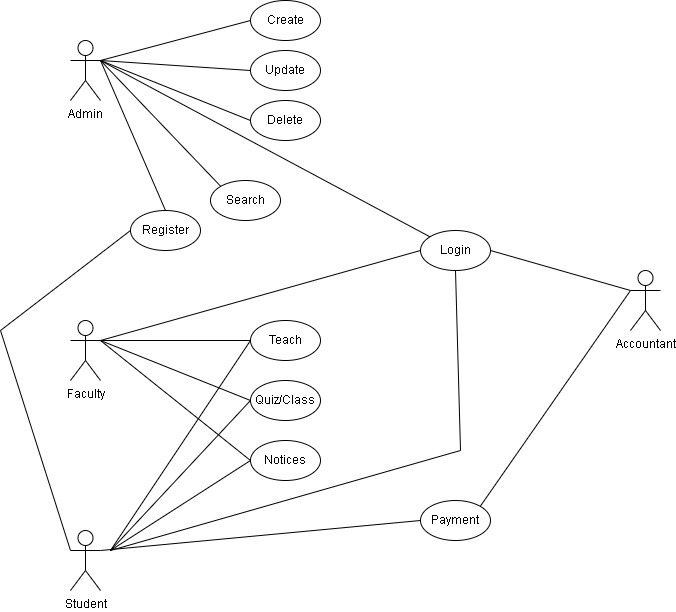 Create
Update
Admin
Delete
Search
Register
Login
Teach
Accountant
Faculty
Quiz/Class
Notices
Payment
Student